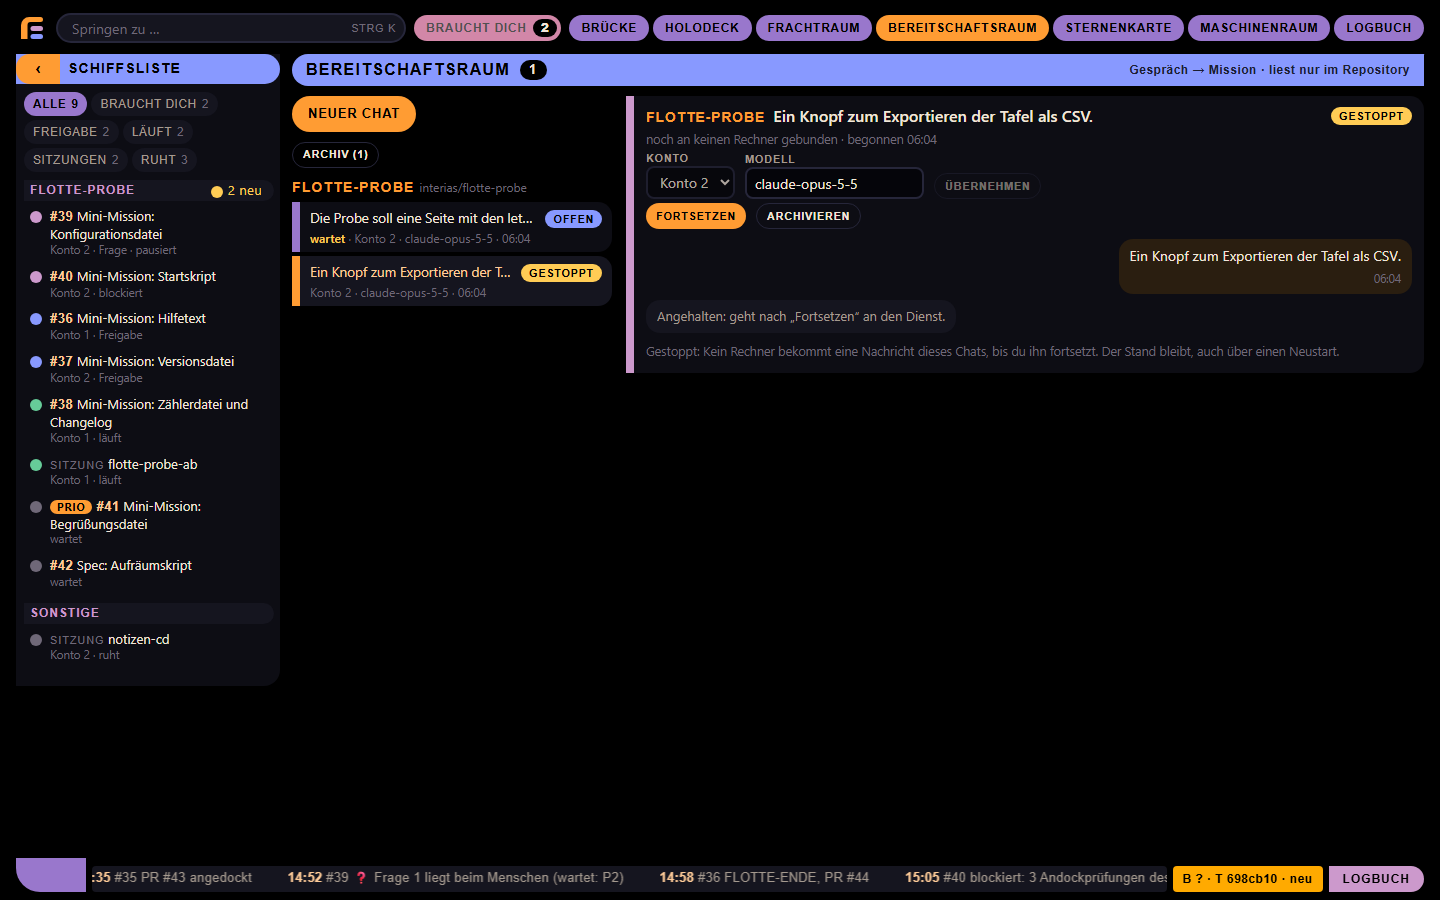 Springen zu ...
STRG K
BRAUCHT DICH 2
BRÜCKE
HOLODECK
FRACHTRAUM
BEREITSCHAFTSRAUM
STERNENKARTE
MASCHINENRAUM
LOGBUCH
‹ SCHIFFSLISTE
ALLE 9
BRAUCHT DICH 2
FREIGABE 2
LÄUFT 2
SITZUNGEN 2
RUHT 3
FLOTTE-PROBE
2 neu
#39 Mini-Mission:
Konfigurationsdatei
Konto 2 · Frage · pausiert
#40 Mini-Mission: Startskript
Konto 2 · blockiert
#36 Mini-Mission: Hilfetext
Konto 1 · Freigabe
#37 Mini-Mission: Versionsdatei
Konto 2 · Freigabe
#38 Mini-Mission: Zählerdatei und
Changelog
Konto 1 · läuft
SITZUNG flotte-probe-ab
Konto 1 · läuft
PRIO #41 Mini-Mission:
Begrüßungsdatei
wartet
#42 Spec: Aufräumskript
wartet
SONSTIGE
SITZUNG notizen-cd
Konto 2 · ruht
BEREITSCHAFTSRAUM 1
Gespräch → Mission · liest nur im Repository
NEUER CHAT
ARCHIV (1)
FLOTTE-PROBE interias/flotte-probe
Die Probe soll eine Seite mit den let...
OFFEN
wartet · Konto 2 · claude-opus-5-5 · 06:04
Ein Knopf zum Exportieren der T...
GESTOPPT
Konto 2 · claude-opus-5-5 · 06:04
FLOTTE-PROBE Ein Knopf zum Exportieren der Tafel als CSV.
GESTOPPT
noch an keinen Rechner gebunden · begonnen 06:04
KONTO
MODELL
Konto 2
claude-opus-5-5
ÜBERNEHMEN
FORTSETZEN
ARCHIVIEREN
Ein Knopf zum Exportieren der Tafel als CSV.
06:04
Angehalten: geht nach „Fortsetzen“ an den Dienst.
Gestoppt: Kein Rechner bekommt eine Nachricht dieses Chats, bis du ihn fortsetzt. Der Stand bleibt, auch über einen Neustart.
:35 #35 PR #43 angedockt
14:52 #39 ❓ Frage 1 liegt beim Menschen (wartet: P2)
14:58 #36 FLOTTE-ENDE, PR #44
15:05 #40 blockiert: 3 Andockprüfungen des
B ? · T 698cb10 · neu
LOGBUCH